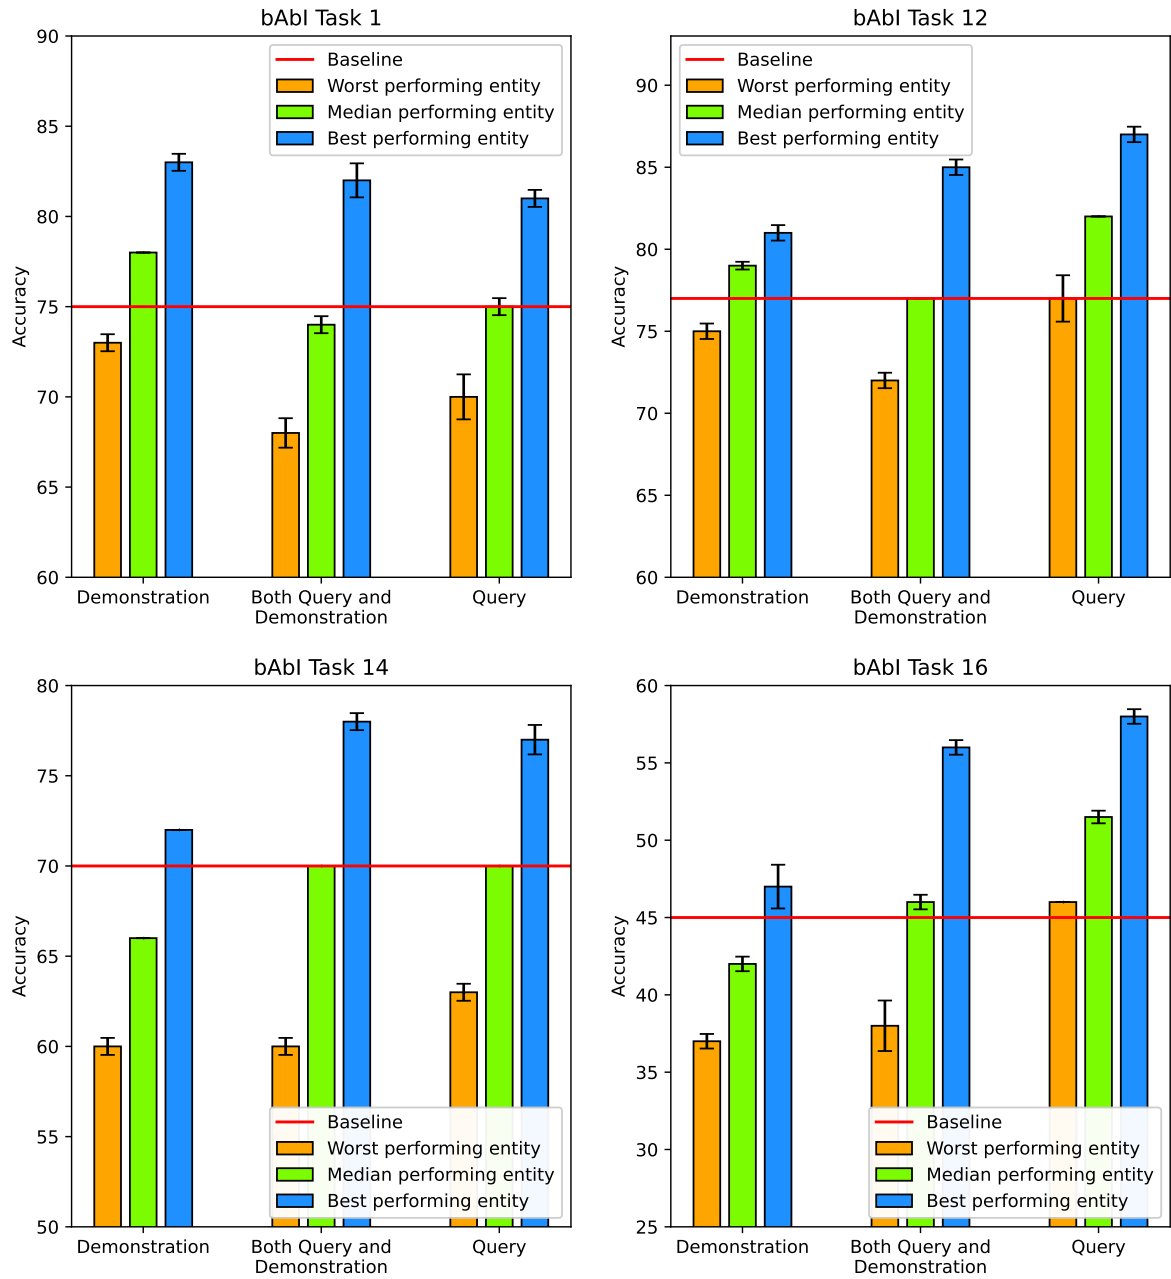 bAbI Task 1
90
85
80
75
70
65
60
Accuracy
Baseline
Worst performing entity
Median performing entity
Best performing entity
Demonstration
Both Query and
Demonstration
Query
bAbI Task 12
90
85
80
75
70
65
60
Accuracy
Baseline
Worst performing entity
Median performing entity
Best performing entity
Demonstration
Both Query and
Demonstration
Query
bAbI Task 14
80
75
70
65
60
55
50
Accuracy
Baseline
Worst performing entity
Median performing entity
Best performing entity
Demonstration
Both Query and
Demonstration
Query
bAbI Task 16
60
55
50
45
40
35
30
25
Accuracy
Baseline
Worst performing entity
Median performing entity
Best performing entity
Demonstration
Both Query and
Demonstration
Query